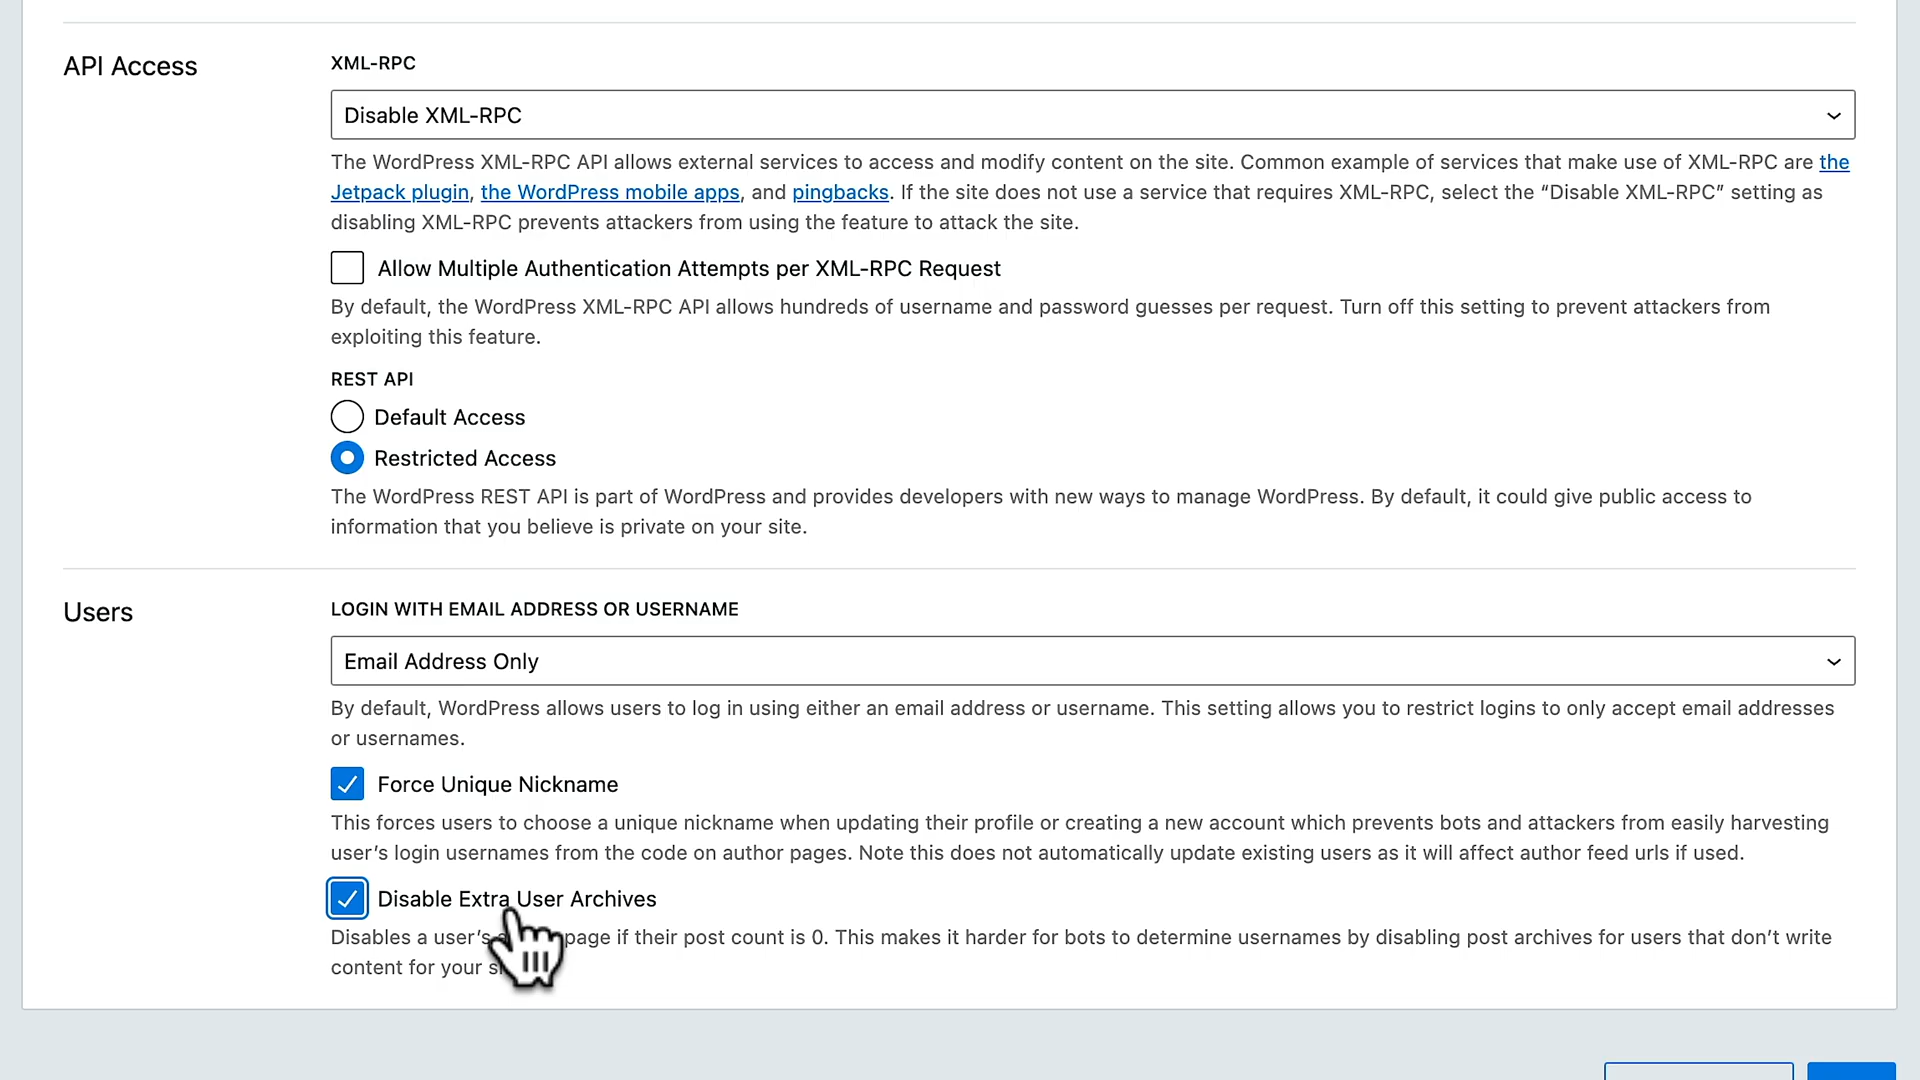 API Access
XML-RPC
Disable XML-RPC
The WordPress XML-RPC API allows external services to access and modify content on the site. Common example of services that make use of XML-RPC are the
Jetpack plugin, the WordPress mobile apps, and pingbacks. If the site does not use a service that requires XML-RPC, select the “Disable XML-RPC” setting as
disabling XML-RPC prevents attackers from using the feature to attack the site.
Allow Multiple Authentication Attempts per XML-RPC Request
By default, the WordPress XML-RPC API allows hundreds of username and password guesses per request. Turn off this setting to prevent attackers from
exploiting this feature.
REST API
Default Access
Restricted Access
The WordPress REST API is part of WordPress and provides developers with new ways to manage WordPress. By default, it could give public access to
information that you believe is private on your site.
Users
LOGIN WITH EMAIL ADDRESS OR USERNAME
Email Address Only
By default, WordPress allows users to log in using either an email address or username. This setting allows you to restrict logins to only accept email addresses
or usernames.
Force Unique Nickname
This forces users to choose a unique nickname when updating their profile or creating a new account which prevents bots and attackers from easily harvesting
user’s login usernames from the code on author pages. Note this does not automatically update existing users as it will affect author feed urls if used.
Disable Extra User Archives
Disables a user’s page if their post count is 0. This makes it harder for bots to determine usernames by disabling post archives for users that don’t write
content for your